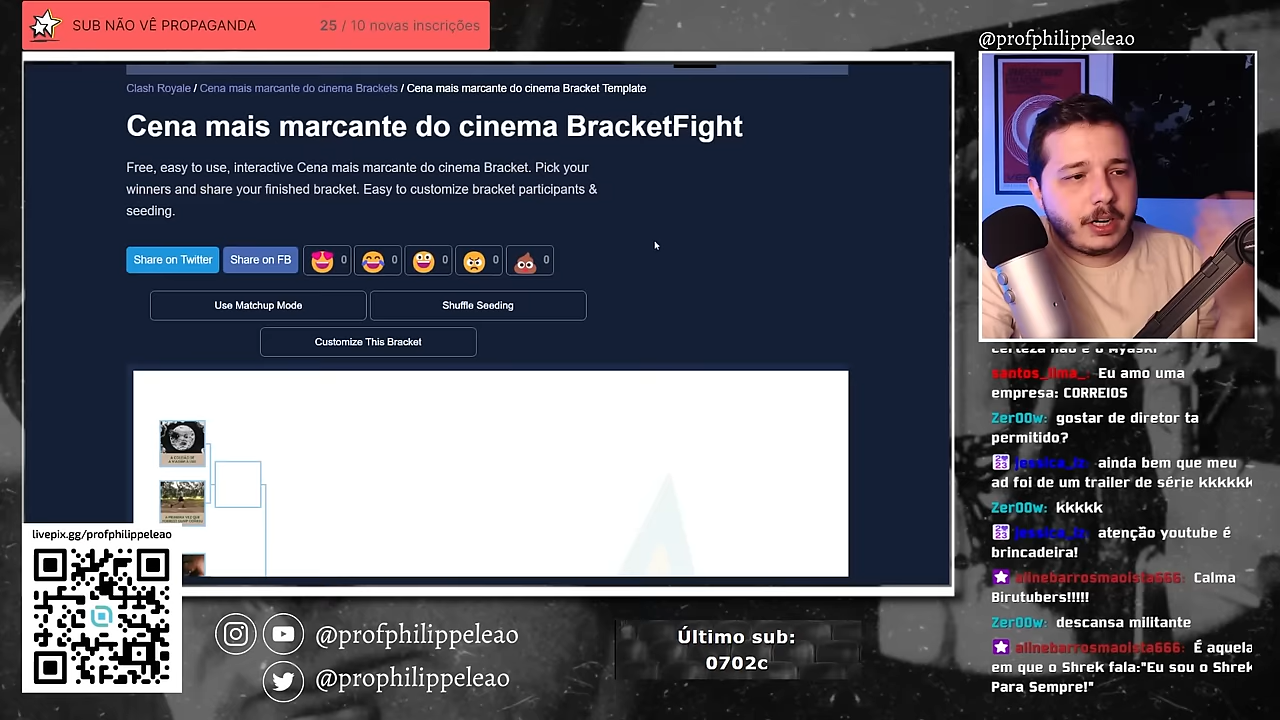 SUB NÃO VÊ PROPAGANDA
25 / 10 novas inscrições
@profphilippeleao
Clash Royale / Cena mais marcante do cinema Brackets / Cena mais marcante do cinema Bracket Template
Cena mais marcante do cinema BracketFight
Free, easy to use, interactive Cena mais marcante do cinema Bracket. Pick your
winners and share your finished bracket. Easy to customize bracket participants &
seeding.
Share on Twitter
Share on FB
0
0
0
0
0
Use Matchup Mode
Shuffle Seeding
Customize This Bracket
livepix.gg/profphilippeleao
@profphilippeleao
@prophilippeleao
Último sub:
0702c
santos_lima_: Eu amo uma
empresa: CORREIOS
Zer00w: gostar de diretor ta
permitido?
jessica_lz: ainda bem que meu
ad foi de um trailer de série kkkkkk
Zer00w: kkkkk
jessica_lz: atenção youtube é
brincadeira!
alinebarrosmaoista666: Calma
Birutubers!!!!!
Zer00w: descansa militante
alinebarrosmaoista666: É aquela
em que o Shrek fala:"Eu sou o Shrek
Para Sempre!"